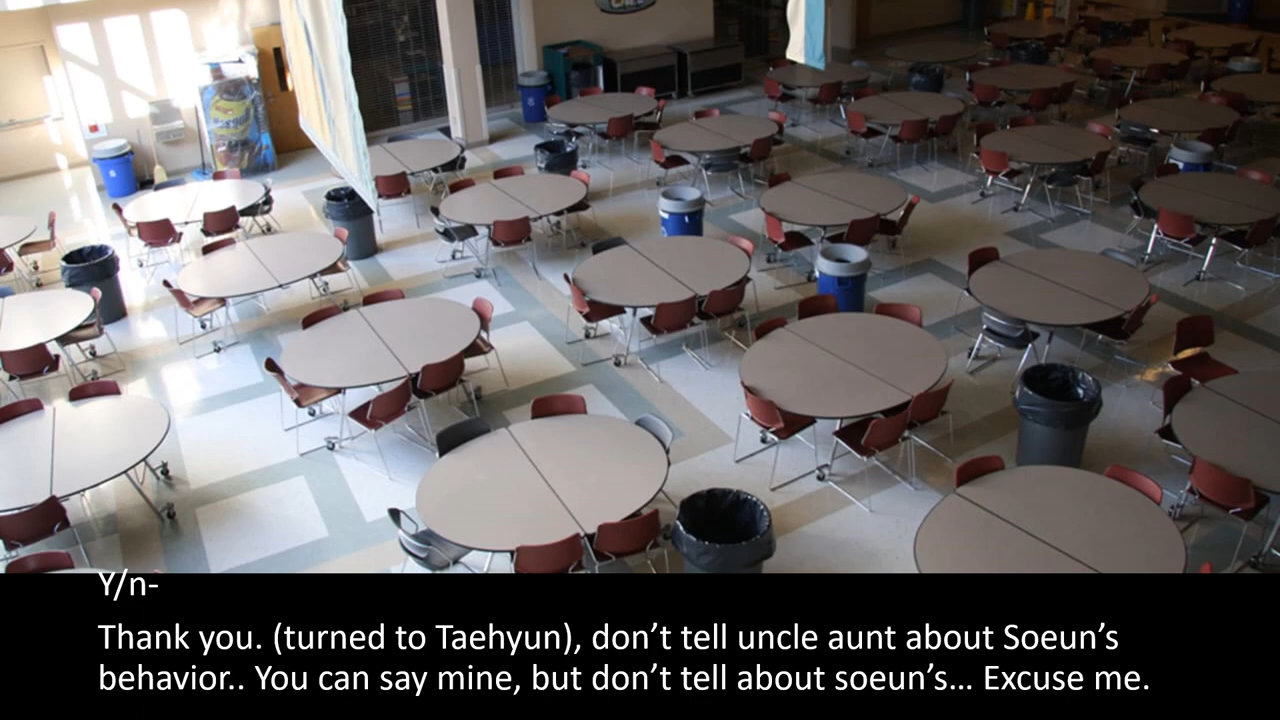 Y/n-
Thank you. (turned to Taehyun), don’t tell uncle aunt about Soeun’s
behavior.. You can say mine, but don’t tell about soeun’s... Excuse me.